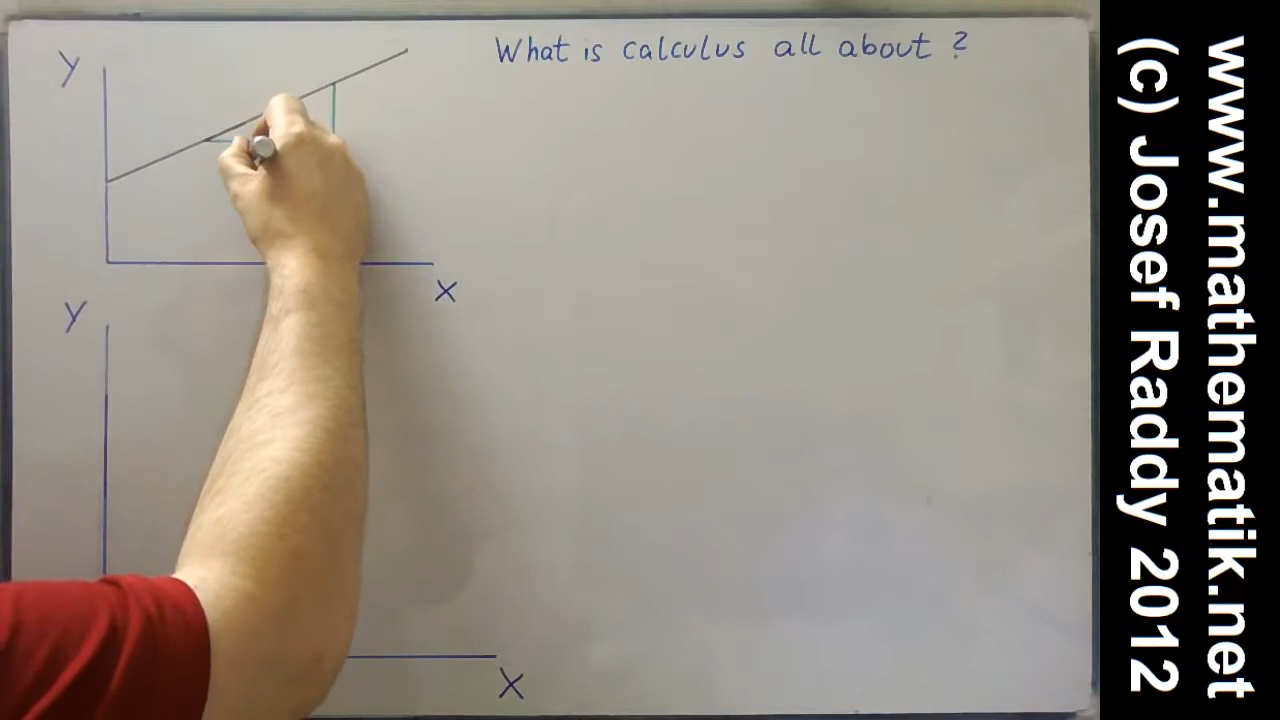 What is calculus all about ?
Y
X
Y
X
www.mathematik.net
(c) Josef Raddy 2012